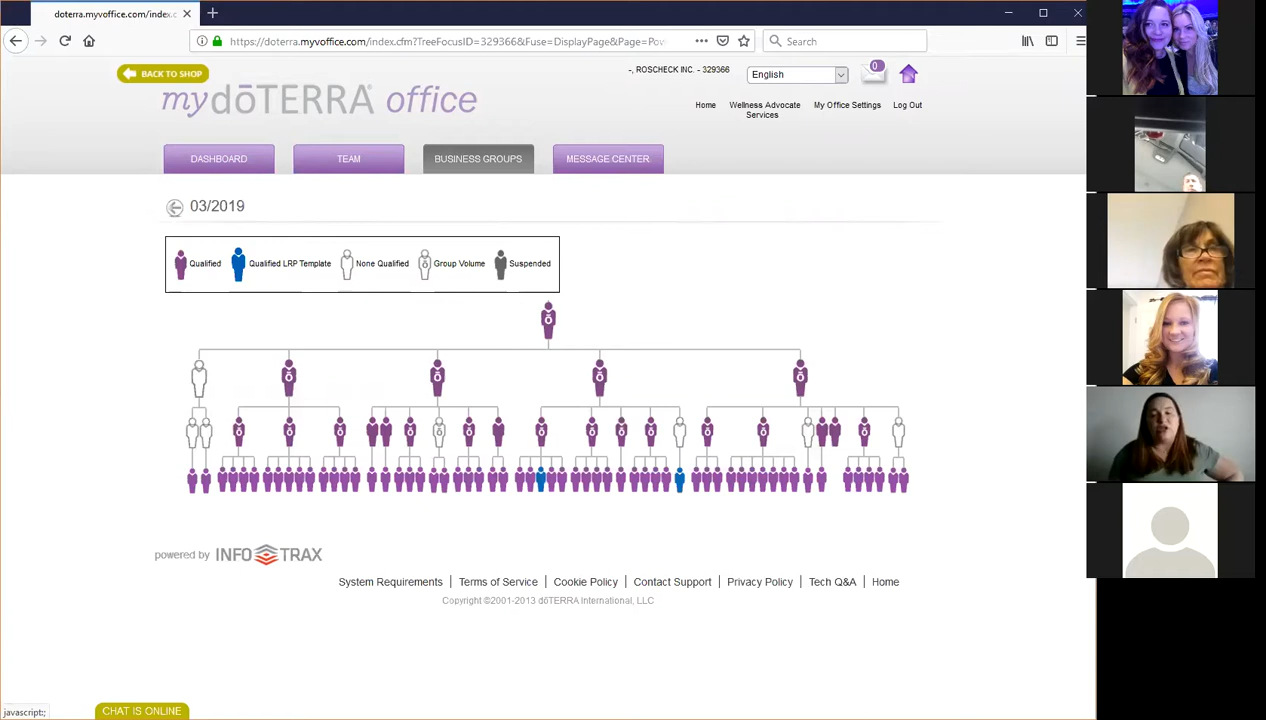 doterra.myvoffice.com/index.c
https://doterra.myvoffice.com/index.cfm?TreeFocusID=329366&Fuse=DisplayPage&Page=Pov
Search
BACK TO SHOP
my dōTERRA® office
-, ROSCHECK INC. - 329366
English
0
Home
Wellness Advocate Services
My Office Settings
Log Out
DASHBOARD
TEAM
BUSINESS GROUPS
MESSAGE CENTER
03/2019
Qualified
Qualified LRP Template
None Qualified
Group Volume
Suspended
powered by INFOTRAX
System Requirements | Terms of Service | Cookie Policy | Contact Support | Privacy Policy | Tech Q&A | Home
Copyright ©2001-2013 dōTERRA International, LLC
javascript:;
CHAT IS ONLINE